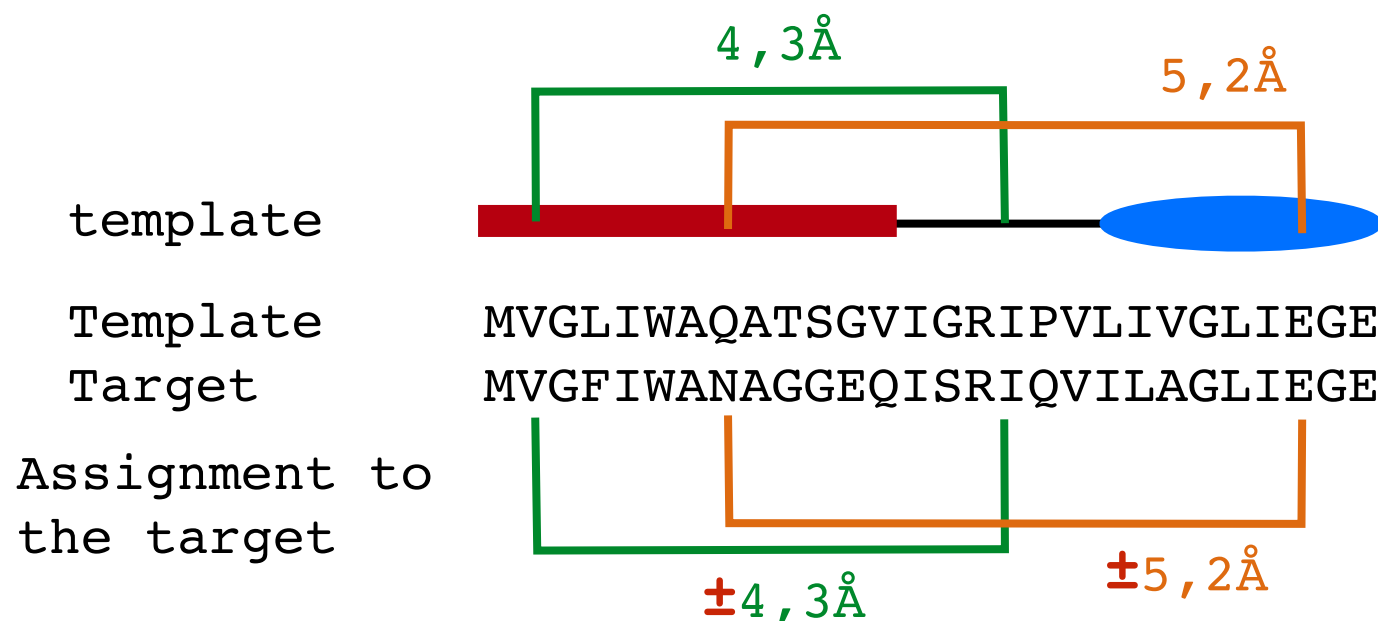 4,3Å
5,2Å
template
Template MVGLIWAQATSGVIGRIPVLIVGLIEGE
Target MVGFIWANAGGEQISRIQVILAGLIEGE
Assignment to
the target
±4,3Å
±5,2Å